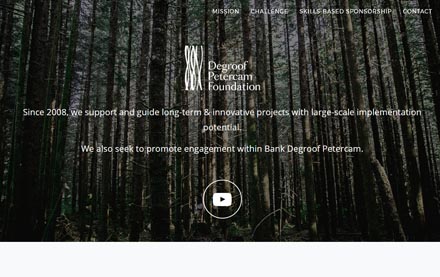 MISSION CHALLENGE SKILLS BASED SPONSORSHIP CONTACT
Degroof
Petercam
Foundation
Since 2008, we support and guide long-term & innovative projects with large-scale implementation
potential.
We also seek to promote engagement within Bank Degroof Petercam.